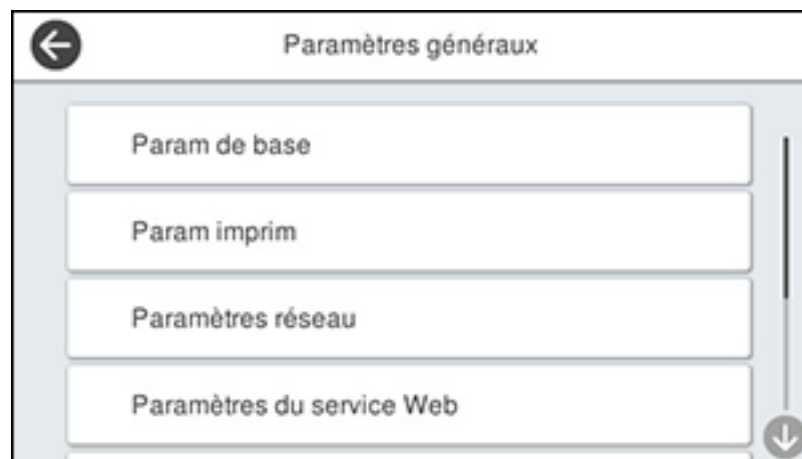 Paramètres généraux
Param de base
Param imprim
Paramètres réseau
Paramètres du service Web